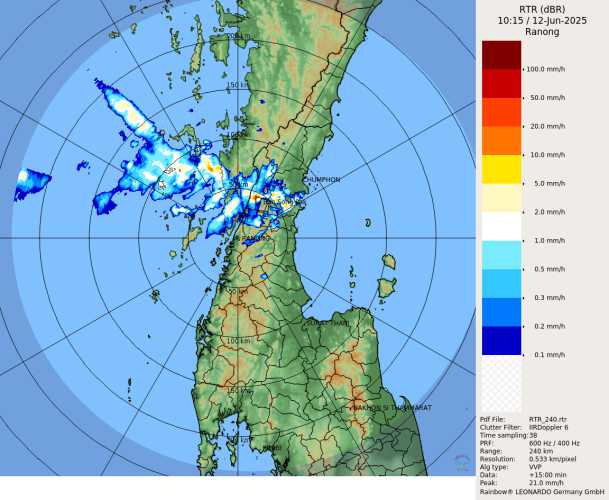 RTR (dBR)
10:15 / 12-Jun-2025
Ranong
100.0 mm/h
50.0 mm/h
20.0 mm/h
10.0 mm/h
5.0 mm/h
2.0 mm/h
1.0 mm/h
0.5 mm/h
0.3 mm/h
0.2 mm/h
0.1 mm/h
200 km
150 km
100 km
50 km
CHUMPHON
50 km
SURAT THANI
100 km
150 km
NAKHON SI THAMMARAT
200 km
Pdf File: RTR_240.rtr
Clutter Filter: IIRDoppler 6
Time sampling:38
PRF: 600 Hz / 400 Hz
Range: 240 km
Resolution: 0.533 km/pixel
Alg type: VVP
Data: +15:00 min
Peak: 21.0 mm/h
Rainbow® LEONARDO Germany GmbH